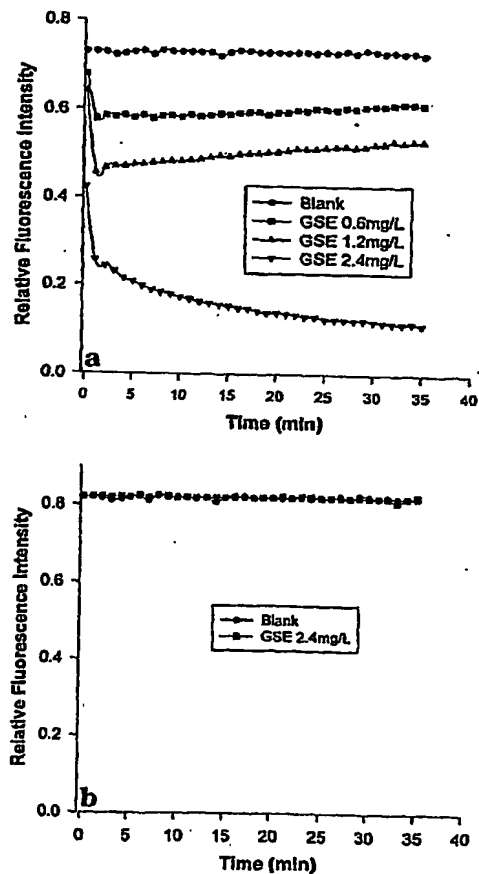 0.8
0.6
0.4
0.2
0.0
Relative Fluorescence Intensity
Blank
GSE 0.6mg/L
GSE 1.2mg/L
GSE 2.4mg/L
a
0 5 10 15 20 25 30 35 40
Time (min)
0.8
0.6
0.4
0.2
0.0
Relative Fluorescence Intensity
Blank
GSE 2.4mg/L
b
0 5 10 15 20 25 30 35 40
Time (min)